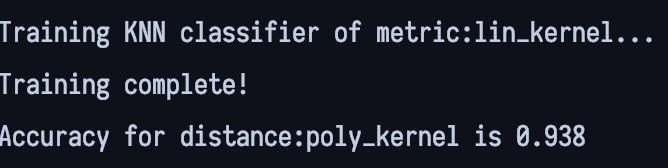 Training KNN classifier of metric:lin_kernel...
Training complete!
Accuracy for distance:poly_kernel is 0.938